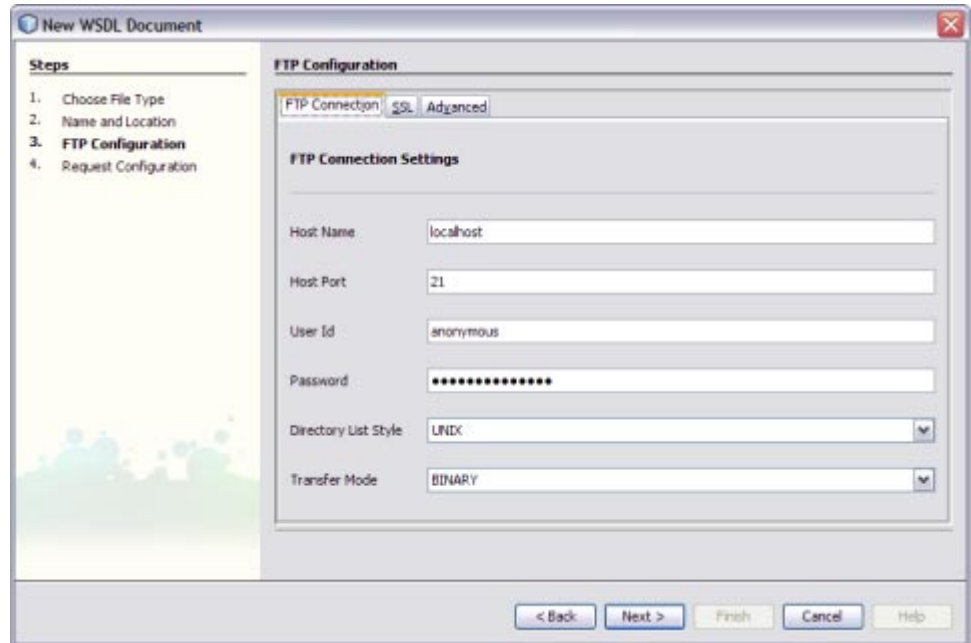 New WSDL Document
Steps
1. Choose File Type
2. Name and Location
3. FTP Configuration
4. Request Configuration
FTP Configuration
FTP Connection SSL Advanced
FTP Connection Settings
Host Name localhost
Host Port 21
User Id anonymous
Password ••••••••••••••
Directory List Style UNIX
Transfer Mode BINARY
< Back Next > Finish Cancel Help